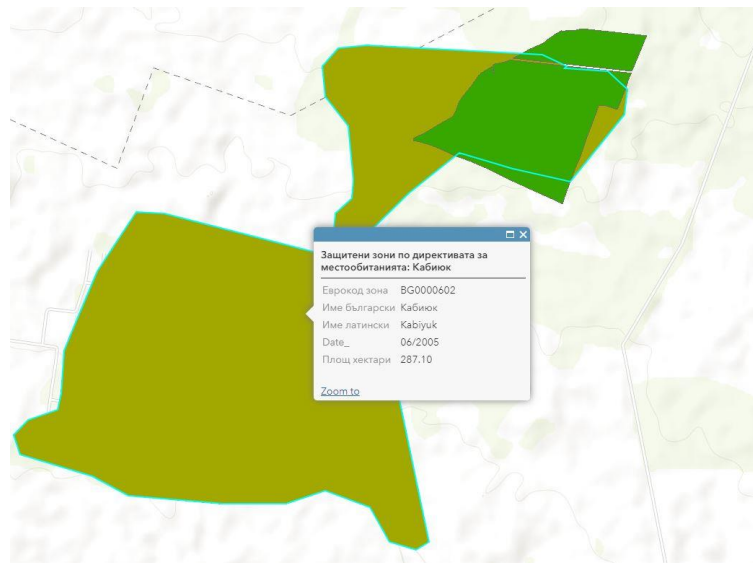 Защитени зони по директивата за
местообитанията: Кабиюк
Еврокод зона BG0000602
Име български Кабиюк
Име латински Kabiyuk
Date_ 06/2005
Площ хектари 287.10
Zoom to